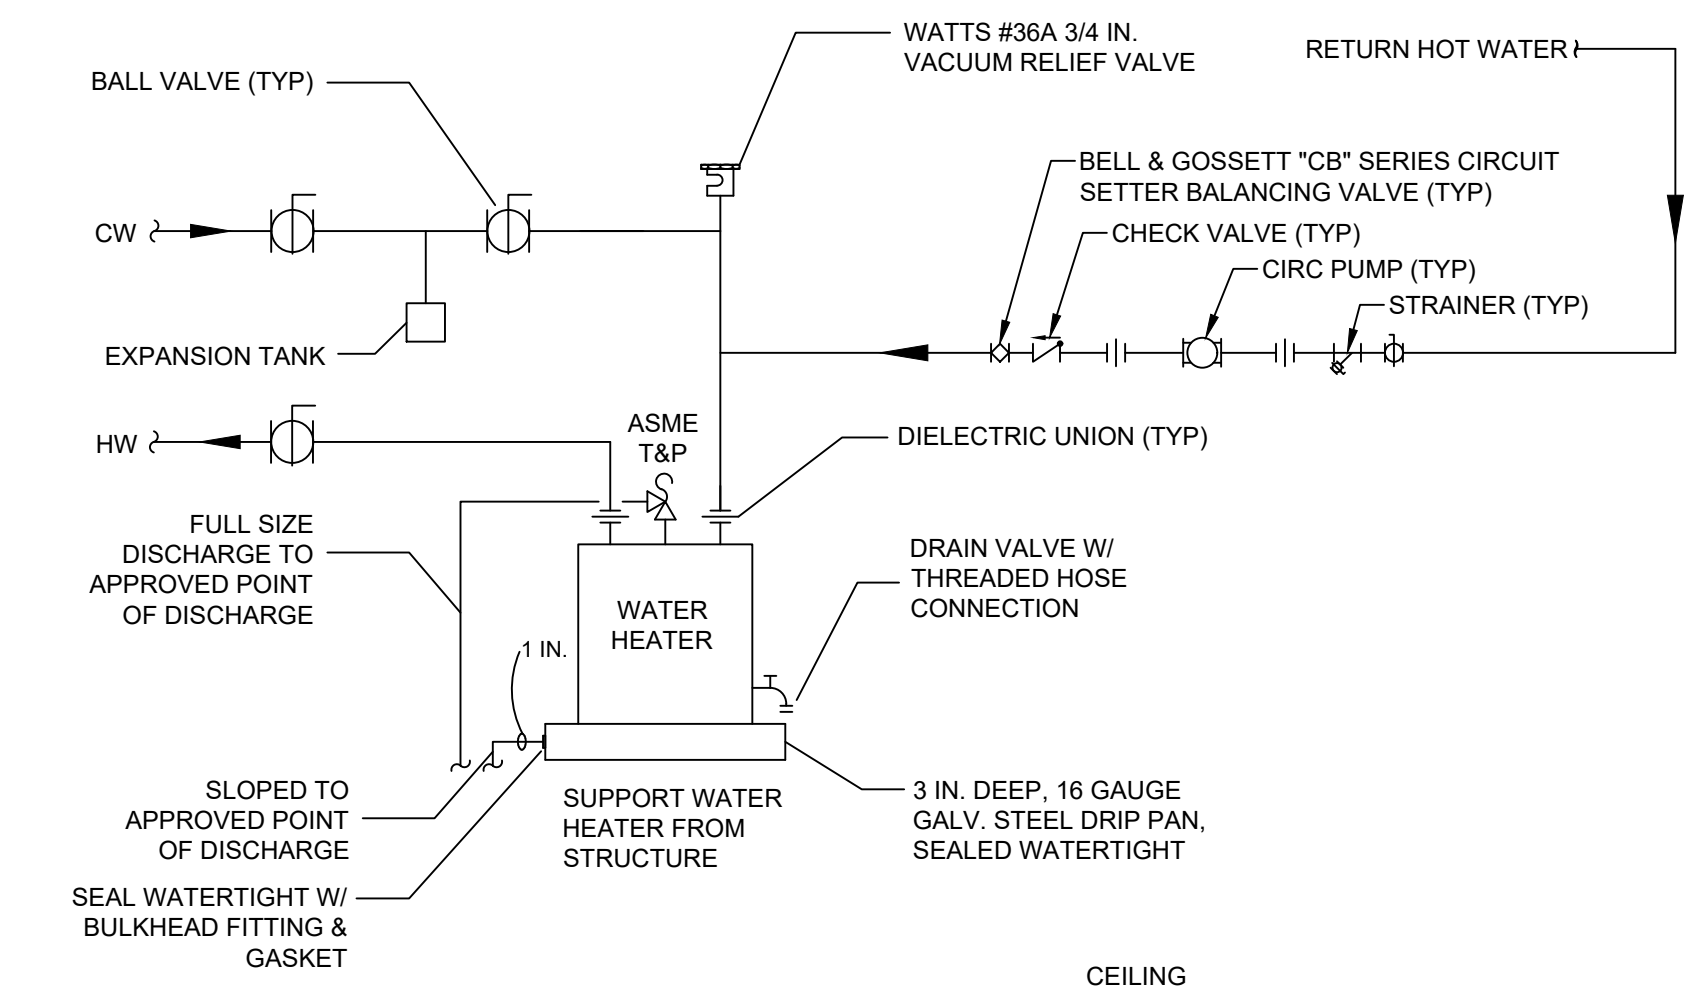 WATTS #36A 3/4 IN.
VACUUM RELIEF VALVE
RETURN HOT WATER
BALL VALVE (TYP)
BELL & GOSSETT "CB" SERIES CIRCUIT
SETTER BALANCING VALVE (TYP)
CW
CHECK VALVE (TYP)
CIRC PUMP (TYP)
STRAINER (TYP)
EXPANSION TANK
HW
ASME
T&P
DIELECTRIC UNION (TYP)
FULL SIZE
DISCHARGE TO
APPROVED POINT
OF DISCHARGE
DRAIN VALVE W/
THREADED HOSE
CONNECTION
WATER
HEATER
1 IN.
SLOPED TO
APPROVED POINT
OF DISCHARGE
SUPPORT WATER
HEATER FROM
STRUCTURE
3 IN. DEEP, 16 GAUGE
GALV. STEEL DRIP PAN,
SEALED WATERTIGHT
SEAL WATERTIGHT W/
BULKHEAD FITTING &
GASKET
CEILING